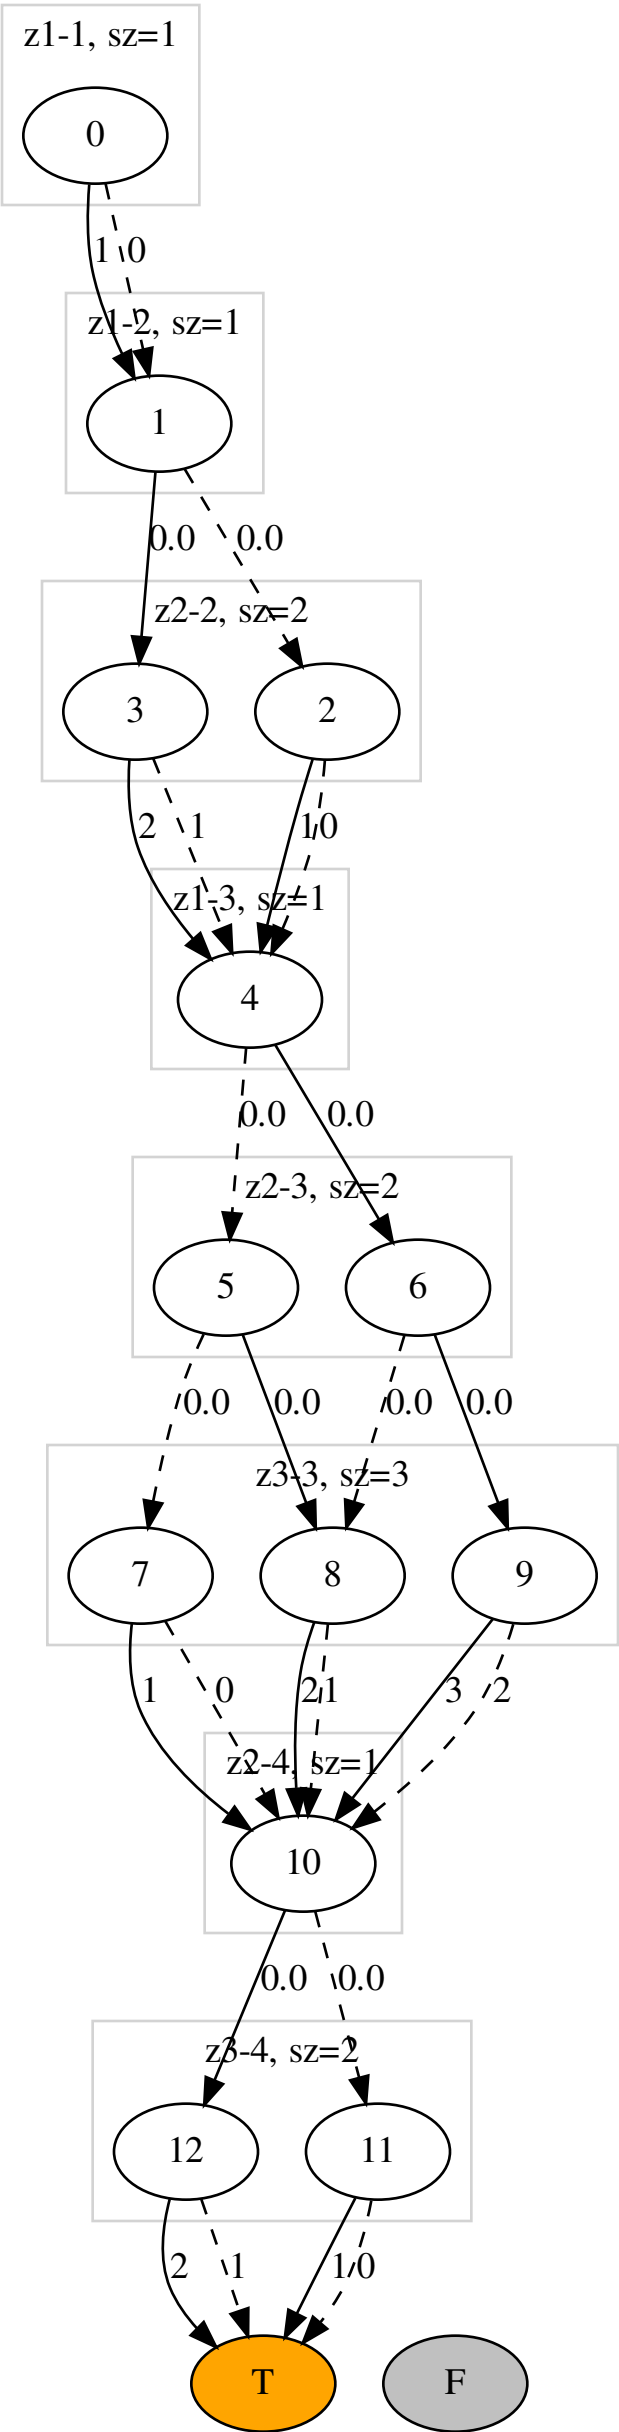 z1-1, sz=1
0
1 0
z1-2, sz=1
1
0.0 0.0
z2-2, sz=2
3 2
2 1 1 0
z1-3, sz=1
4
0.0 0.0
z2-3, sz=2
5 6
0.0 0.0 0.0 0.0
z3-3, sz=3
7 8 9
1 0 2 1 3 2
z2-4, sz=1
10
0.0 0.0
z3-4, sz=2
12 11
2 1 1 0
T F